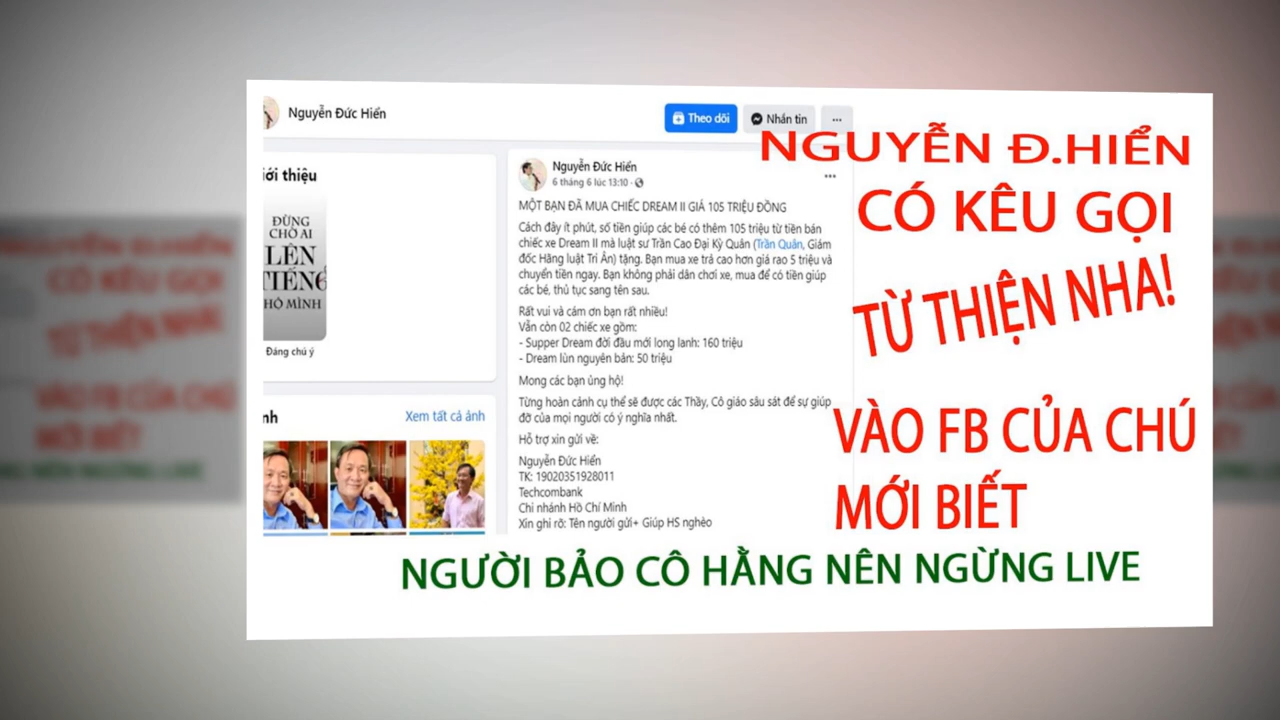 Nguyễn Đức Hiển
Theo dõi
Nhắn tin
...
iới thiệu
ĐỪNG
CHỜ AI
LÊN
TIẾNG
HỘ MÌNH
Đáng chú ý
nh
Xem tất cả ảnh
Nguyễn Đức Hiển
6 tháng 6 lúc 13:10 ·
...
MỘT BẠN ĐÃ MUA CHIẾC DREAM II GIÁ 105 TRIỆU ĐỒNG
Cách đây ít phút, số tiền giúp các bé có thêm 105 triệu từ tiền bán
chiếc xe Dream II mà luật sư Trần Cao Đại Kỳ Quân (Trần Quân, Giám
đốc Hãng luật Tri Ân) tặng. Bạn mua xe trả cao hơn giá rao 5 triệu và
chuyển tiền ngay. Bạn không phải dân chơi xe, mua để có tiền giúp
các bé, thủ tục sang tên sau.
Rất vui và cám ơn bạn rất nhiều!
Vẫn còn 02 chiếc xe gồm:
- Supper Dream đời đầu mới long lanh: 160 triệu
- Dream lùn nguyên bản: 50 triệu
Mong các bạn ủng hộ!
Từng hoàn cảnh cụ thể sẽ được các Thầy, Cô giáo sâu sát để sự giúp
đỡ của mọi người có ý nghĩa nhất.
Hỗ trợ xin gửi về:
Nguyễn Đức Hiển
TK: 19020351928011
Techcombank
Chi nhánh Hồ Chí Minh
Xin ghi rõ: Tên người gửi+ Giúp HS nghèo
NGUYỄN Đ.HIỂN
CÓ KÊU GỌI
TỪ THIỆN NHA!
VÀO FB CỦA CHÚ
MỚI BIẾT
NGƯỜI BẢO CÔ HẰNG NÊN NGỪNG LIVE